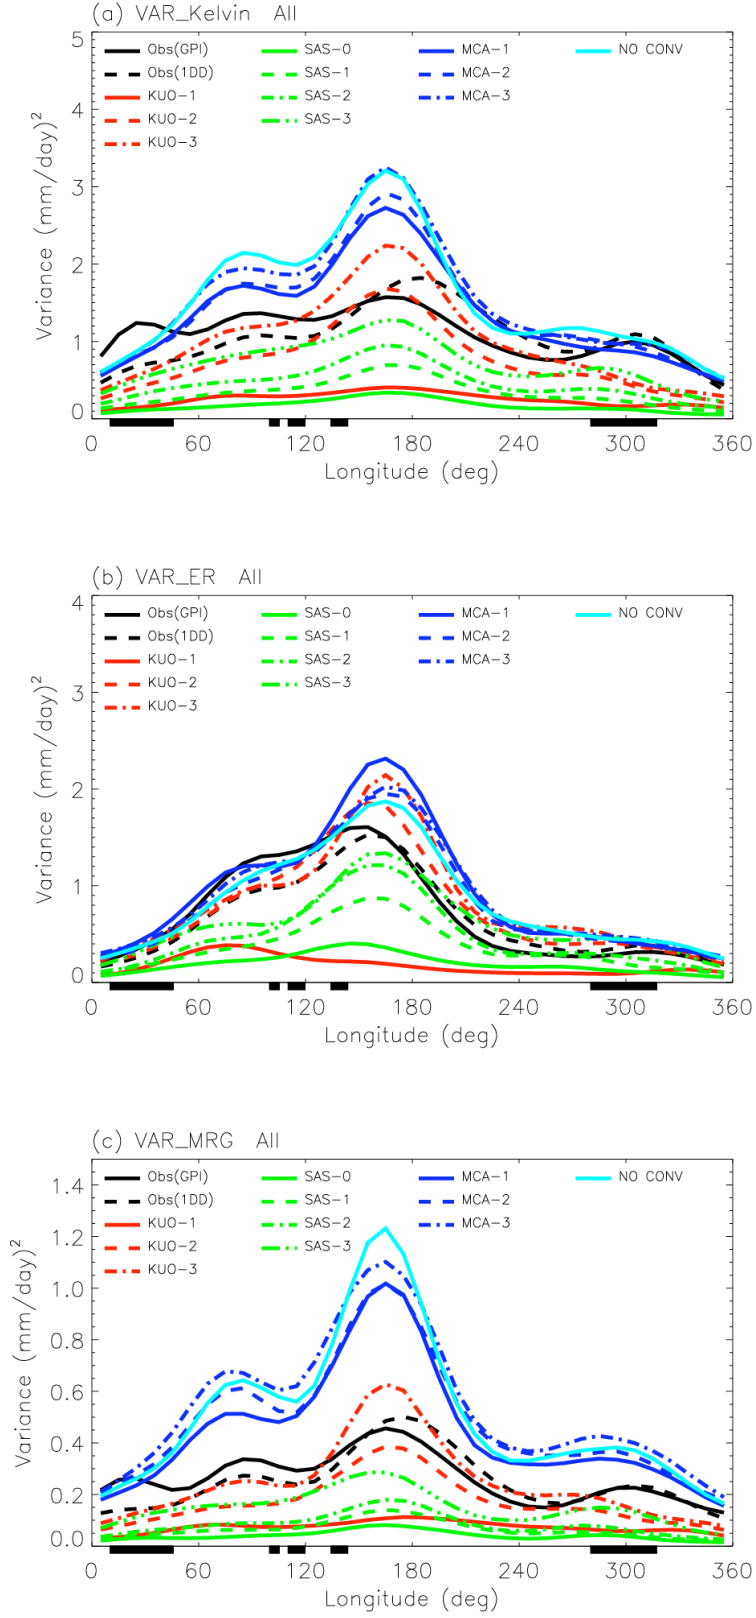 (a) VAR_Kelvin All
Obs(GPI) SAS-0 MCA-1 NO CONV
Obs(1DD) SAS-1 MCA-2
KUO-1 SAS-2 MCA-3
KUO-2 SAS-3
KUO-3
Variance (mm/day)²
5
4
3
2
1
0
0 60 120 180 240 300 360
Longitude (deg)
(b) VAR_ER All
Obs(GPI) SAS-0 MCA-1 NO CONV
Obs(1DD) SAS-1 MCA-2
KUO-1 SAS-2 MCA-3
KUO-2 SAS-3
KUO-3
Variance (mm/day)²
4
3
2
1
0
0 60 120 180 240 300 360
Longitude (deg)
(c) VAR_MRG All
Obs(GPI) SAS-0 MCA-1 NO CONV
Obs(1DD) SAS-1 MCA-2
KUO-1 SAS-2 MCA-3
KUO-2 SAS-3
KUO-3
Variance (mm/day)²
1.4
1.2
1.0
0.8
0.6
0.4
0.2
0.0
0 60 120 180 240 300 360
Longitude (deg)